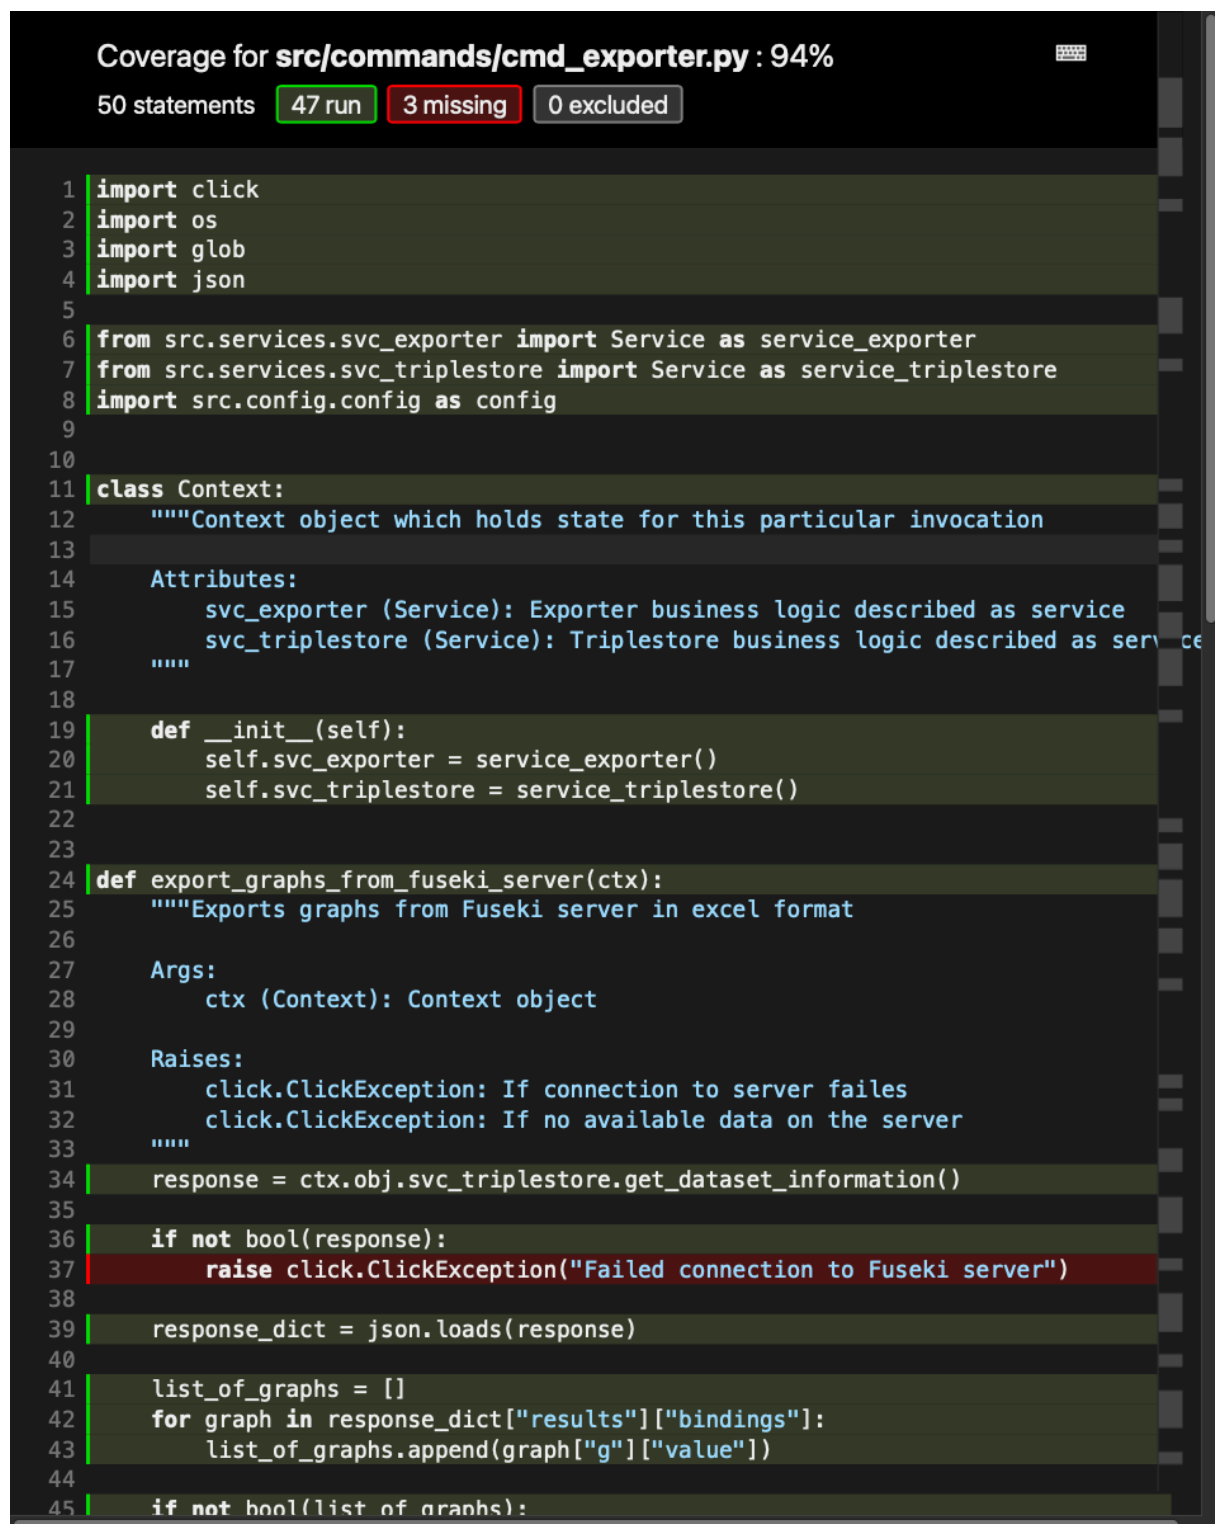 Coverage for src/commands/cmd_exporter.py : 94%
50 statements 47 run 3 missing 0 excluded
1 import click
2 import os
3 import glob
4 import json
5
6 from src.services.svc_exporter import Service as service_exporter
7 from src.services.svc_triplestore import Service as service_triplestore
8 import src.config.config as config
9
10
11 class Context:
12     """Context object which holds state for this particular invocation
13
14     Attributes:
15         svc_exporter (Service): Exporter business logic described as service
16         svc_triplestore (Service): Triplestore business logic described as service
17     """
18
19     def __init__(self):
20         self.svc_exporter = service_exporter()
21         self.svc_triplestore = service_triplestore()
22
23
24 def export_graphs_from_fuseki_server(ctx):
25     """Exports graphs from Fuseki server in excel format
26
27     Args:
28         ctx (Context): Context object
29
30     Raises:
31         click.ClickException: If connection to server failes
32         click.ClickException: If no available data on the server
33     """
34     response = ctx.obj.svc_triplestore.get_dataset_information()
35
36     if not bool(response):
37         raise click.ClickException("Failed connection to Fuseki server")
38
39     response_dict = json.loads(response)
40
41     list_of_graphs = []
42     for graph in response_dict["results"]["bindings"]:
43         list_of_graphs.append(graph["g"]["value"])
44
45     if not bool(list_of_graphs):